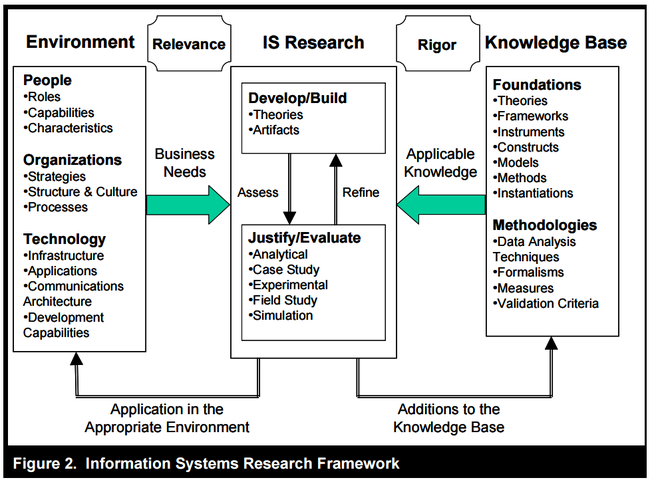 Environment
Relevance
IS Research
Rigor
Knowledge Base
People
•Roles
•Capabilities
•Characteristics
Organizations
•Strategies
•Structure & Culture
•Processes
Technology
•Infrastructure
•Applications
•Communications
Architecture
•Development
Capabilities
Business
Needs
Develop/Build
•Theories
•Artifacts
Assess
Refine
Justify/Evaluate
•Analytical
•Case Study
•Experimental
•Field Study
•Simulation
Applicable
Knowledge
Foundations
•Theories
•Frameworks
•Instruments
•Constructs
•Models
•Methods
•Instantiations
Methodologies
•Data Analysis
Techniques
•Formalisms
•Measures
•Validation Criteria
Application in the
Appropriate Environment
Additions to the
Knowledge Base
Figure 2. Information Systems Research Framework